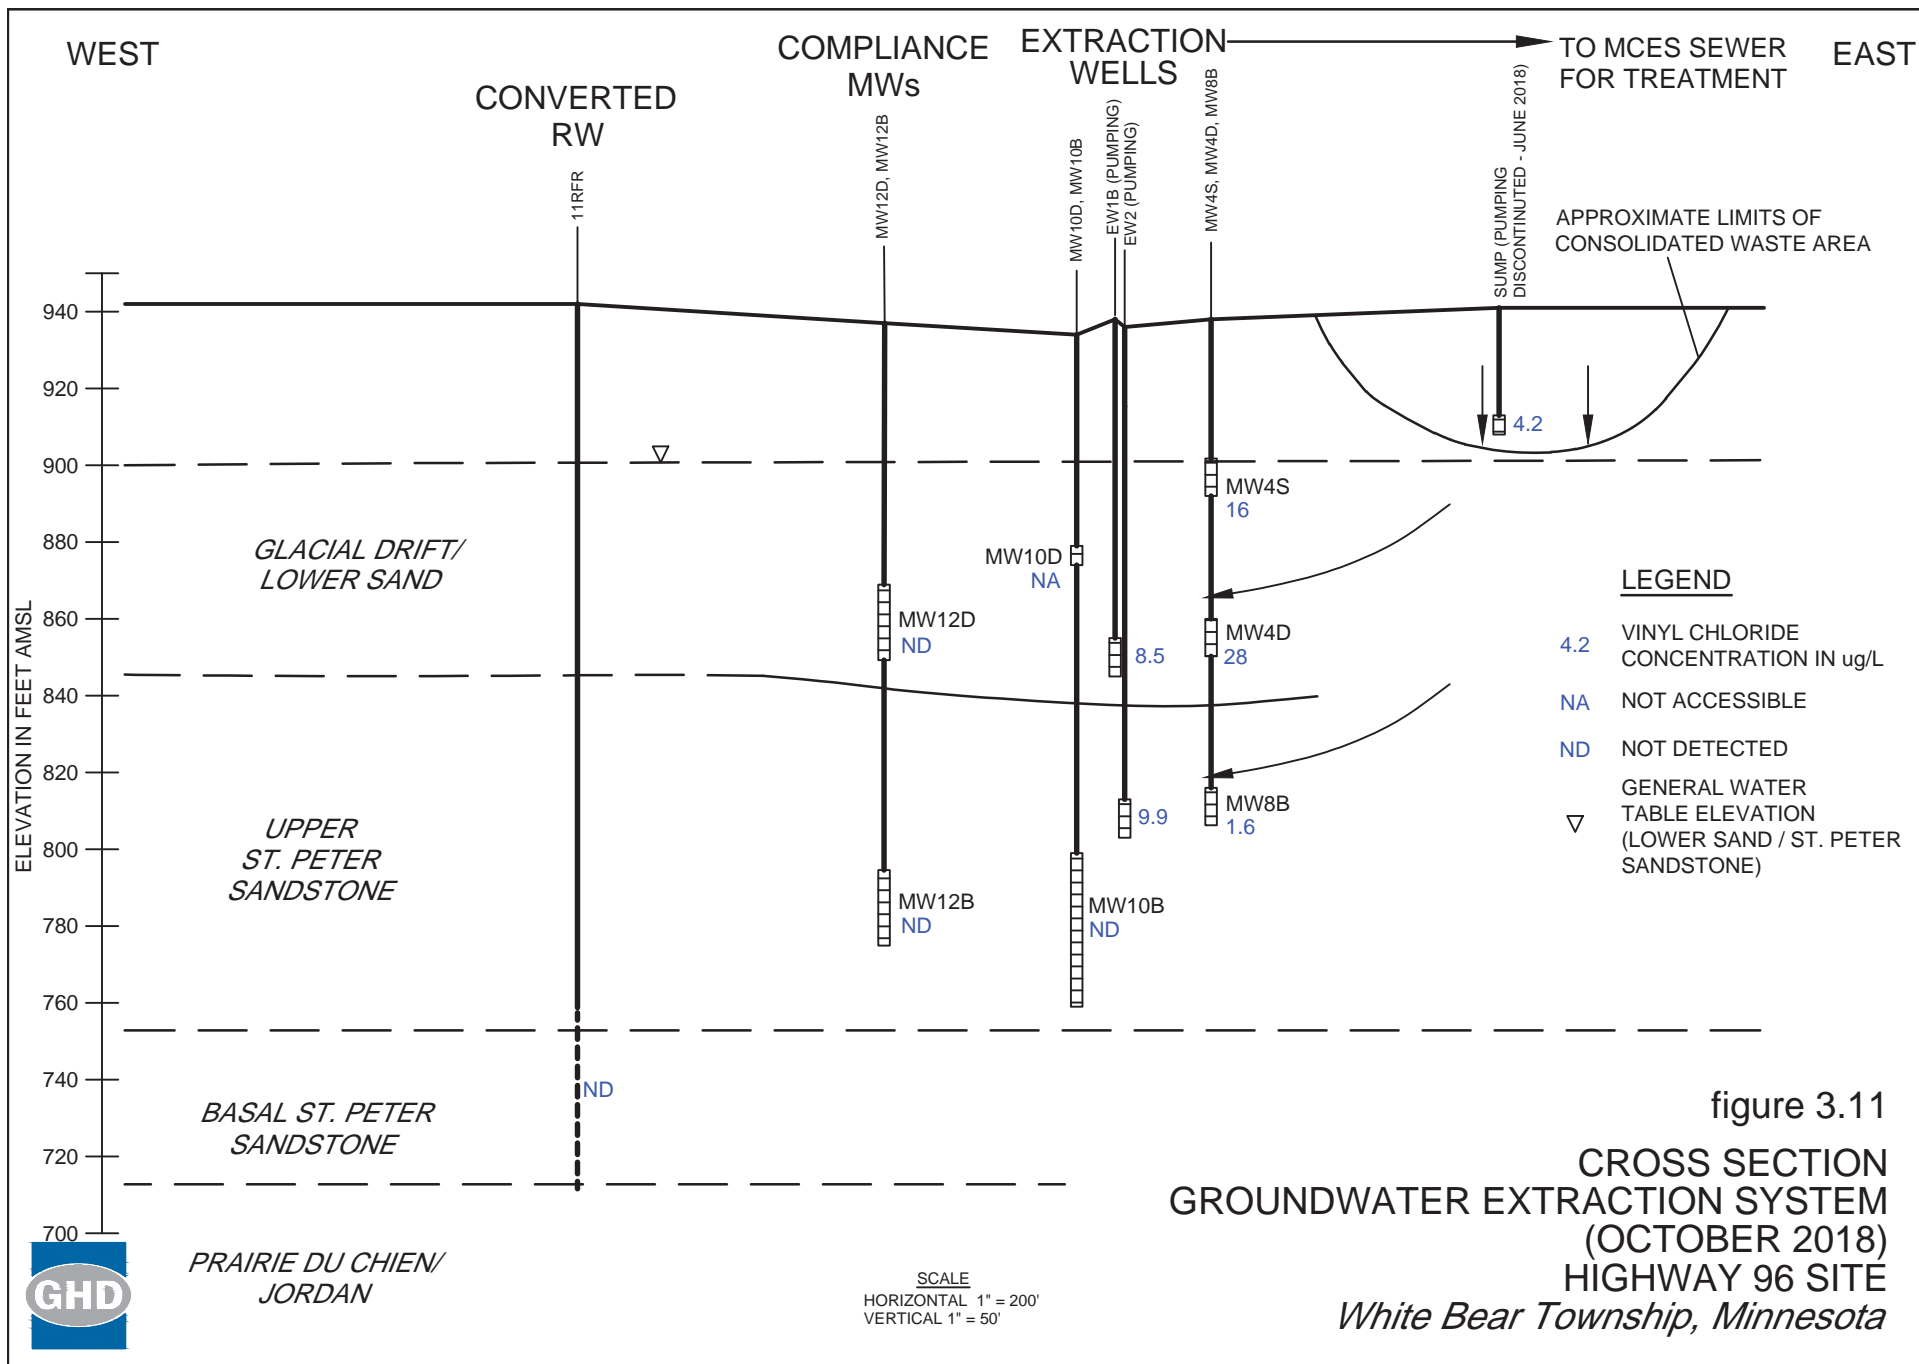 WEST
CONVERTED
RW
COMPLIANCE
MWs
EXTRACTION
WELLS
TO MCES SEWER
FOR TREATMENT
EAST
11RFR
MW12D, MW12B
MW10D, MW10B
EW1B (PUMPING)
EW2 (PUMPING)
MW4S, MW4D, MW8B
SUMP (PUMPING
DISCONTINUTED - JUNE 2018)
APPROXIMATE LIMITS OF
CONSOLIDATED WASTE AREA
ELEVATION IN FEET AMSL
940
920
900
880
860
840
820
800
780
760
740
720
700
4.2
MW4S
16
MW10D
NA
MW12D
ND
8.5
MW4D
28
9.9
MW8B
1.6
MW12B
ND
MW10B
ND
ND
GLACIAL DRIFT/
LOWER SAND
UPPER
ST. PETER
SANDSTONE
BASAL ST. PETER
SANDSTONE
PRAIRIE DU CHIEN/
JORDAN
LEGEND
4.2 VINYL CHLORIDE
CONCENTRATION IN ug/L
NA NOT ACCESSIBLE
ND NOT DETECTED
GENERAL WATER
TABLE ELEVATION
(LOWER SAND / ST. PETER
SANDSTONE)
GHD
SCALE
HORIZONTAL 1" = 200'
VERTICAL 1" = 50'
figure 3.11
CROSS SECTION
GROUNDWATER EXTRACTION SYSTEM
(OCTOBER 2018)
HIGHWAY 96 SITE
White Bear Township, Minnesota